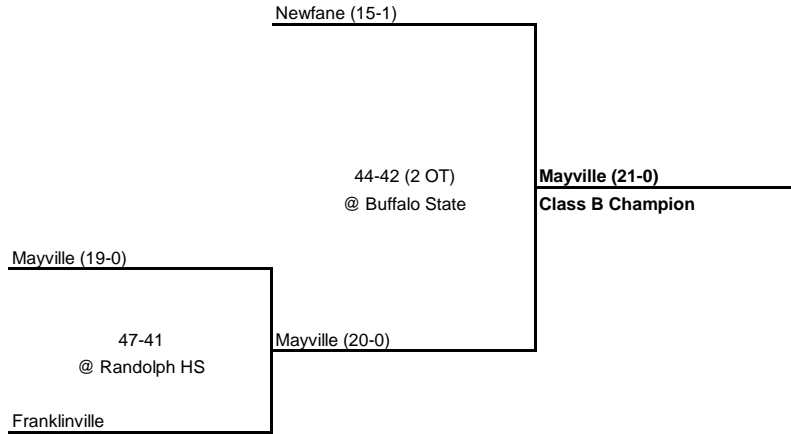 Newfane (15-1)
44-42 (2 OT)
@ Buffalo State
Mayville (21-0)
Class B Champion
Mayville (19-0)
47-41
@ Randolph HS
Mayville (20-0)
Franklinville